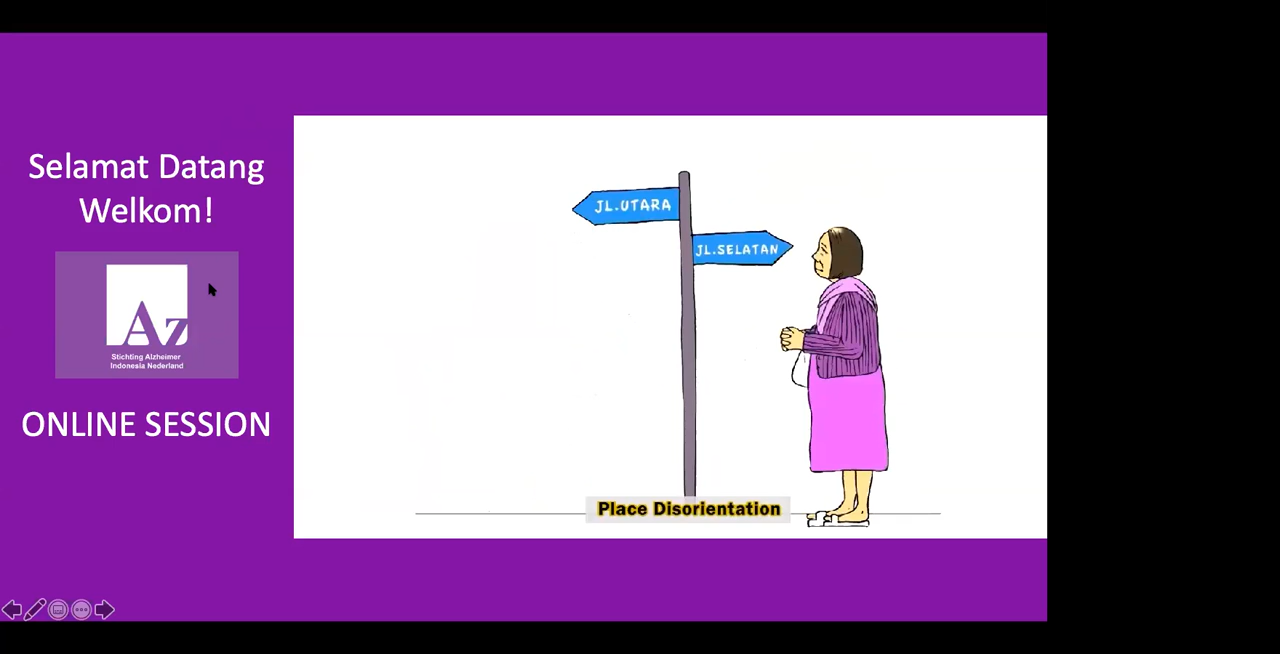 Selamat Datang
Welkom!
Az
Stichting Alzheimer
Indonesia Nederland
ONLINE SESSION
JL.UTARA
JL.SELATAN
Place Disorientation